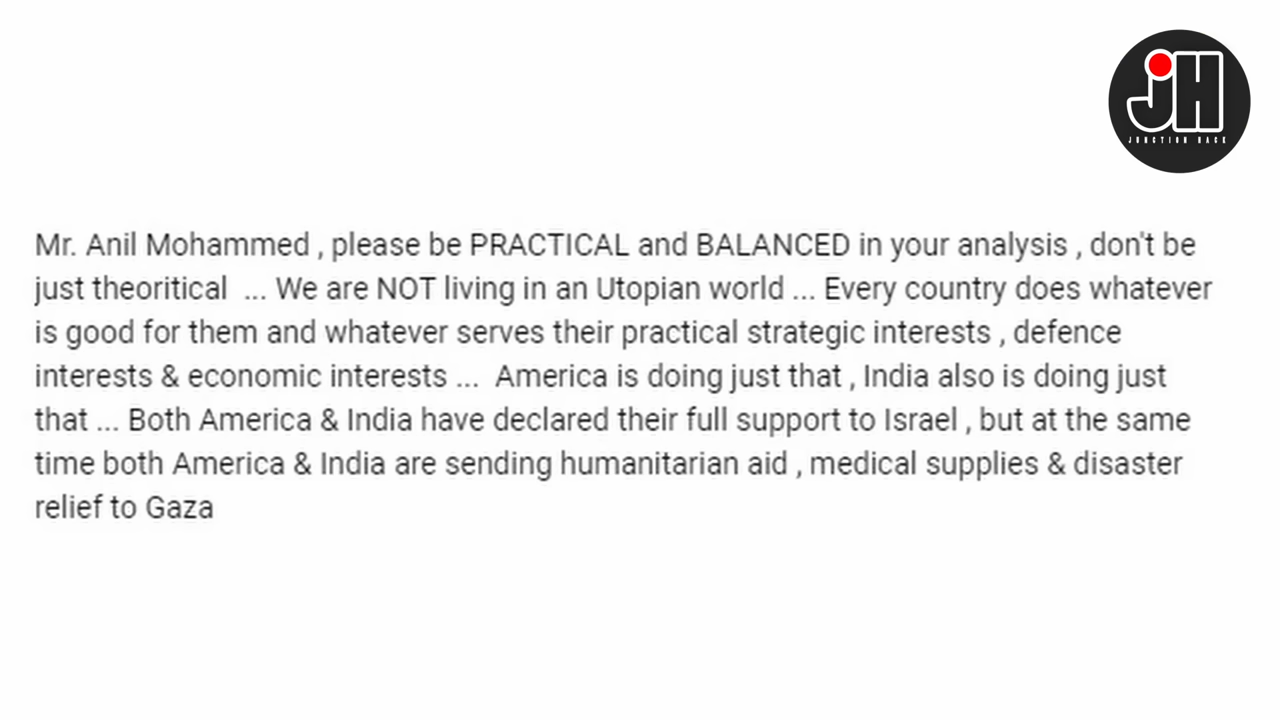 JH
JUNCTION HACK
Mr. Anil Mohammed , please be PRACTICAL and BALANCED in your analysis , don't be
just theoritical ... We are NOT living in an Utopian world ... Every country does whatever
is good for them and whatever serves their practical strategic interests , defence
interests & economic interests ... America is doing just that , India also is doing just
that ... Both America & India have declared their full support to Israel , but at the same
time both America & India are sending humanitarian aid , medical supplies & disaster
relief to Gaza